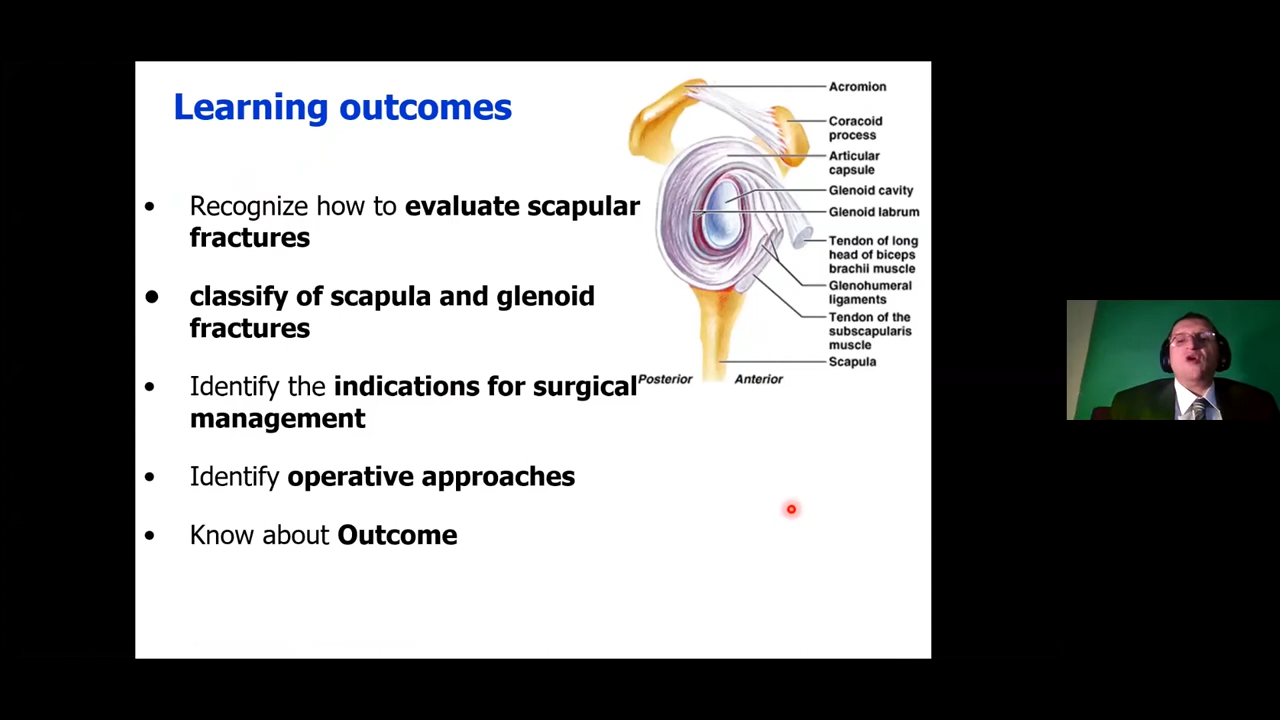 Learning outcomes
• Recognize how to evaluate scapular
fractures
• classify of scapula and glenoid
fractures
• Identify the indications for surgical
management
• Identify operative approaches
• Know about Outcome
Acromion
Coracoid
process
Articular
capsule
Glenoid cavity
Glenoid labrum
Tendon of long
head of biceps
brachii muscle
Glenohumeral
ligaments
Tendon of the
subscapularis
muscle
Scapula
Posterior
Anterior